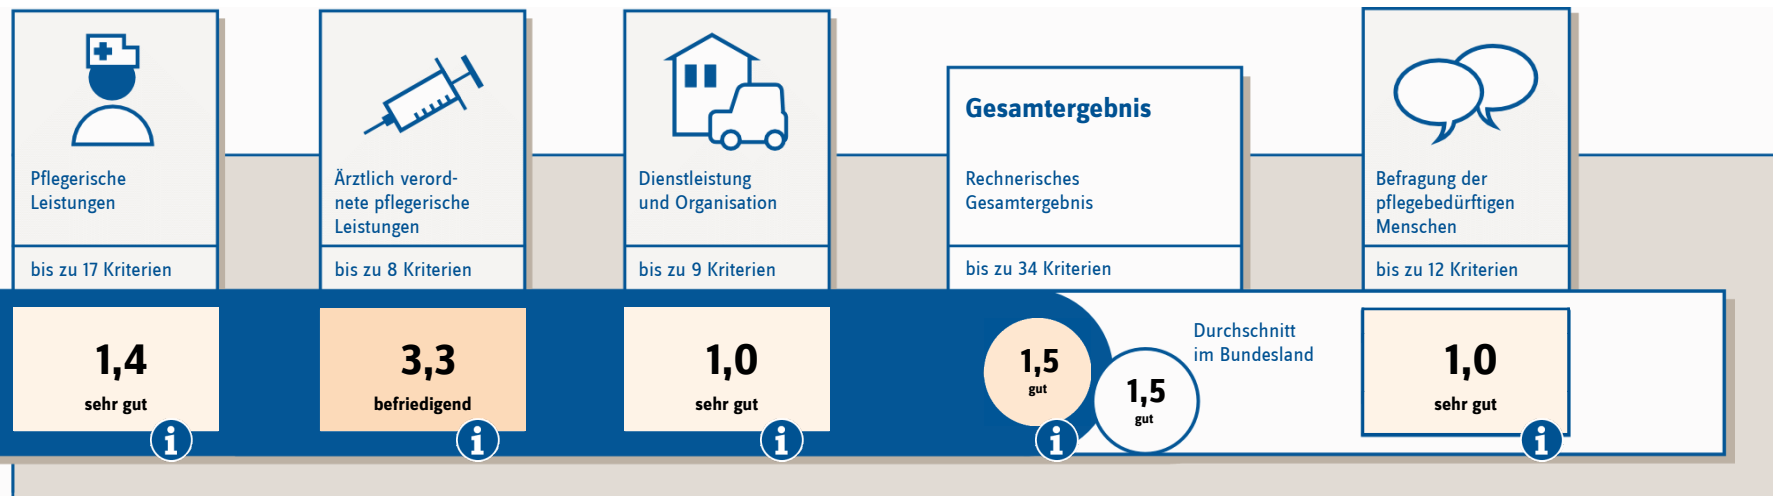 Pflegerische
Leistungen
bis zu 17 Kriterien
1,4
sehr gut
i
Ärztlich verord-
nete pflegerische
Leistungen
bis zu 8 Kriterien
3,3
befriedigend
i
Dienstleistung
und Organisation
bis zu 9 Kriterien
1,0
sehr gut
i
Gesamtergebnis
Rechnerisches
Gesamtergebnis
bis zu 34 Kriterien
1,5
gut
i
Durchschnitt
im Bundesland
1,5
gut
Befragung der
pflegebedürftigen
Menschen
bis zu 12 Kriterien
1,0
sehr gut
i